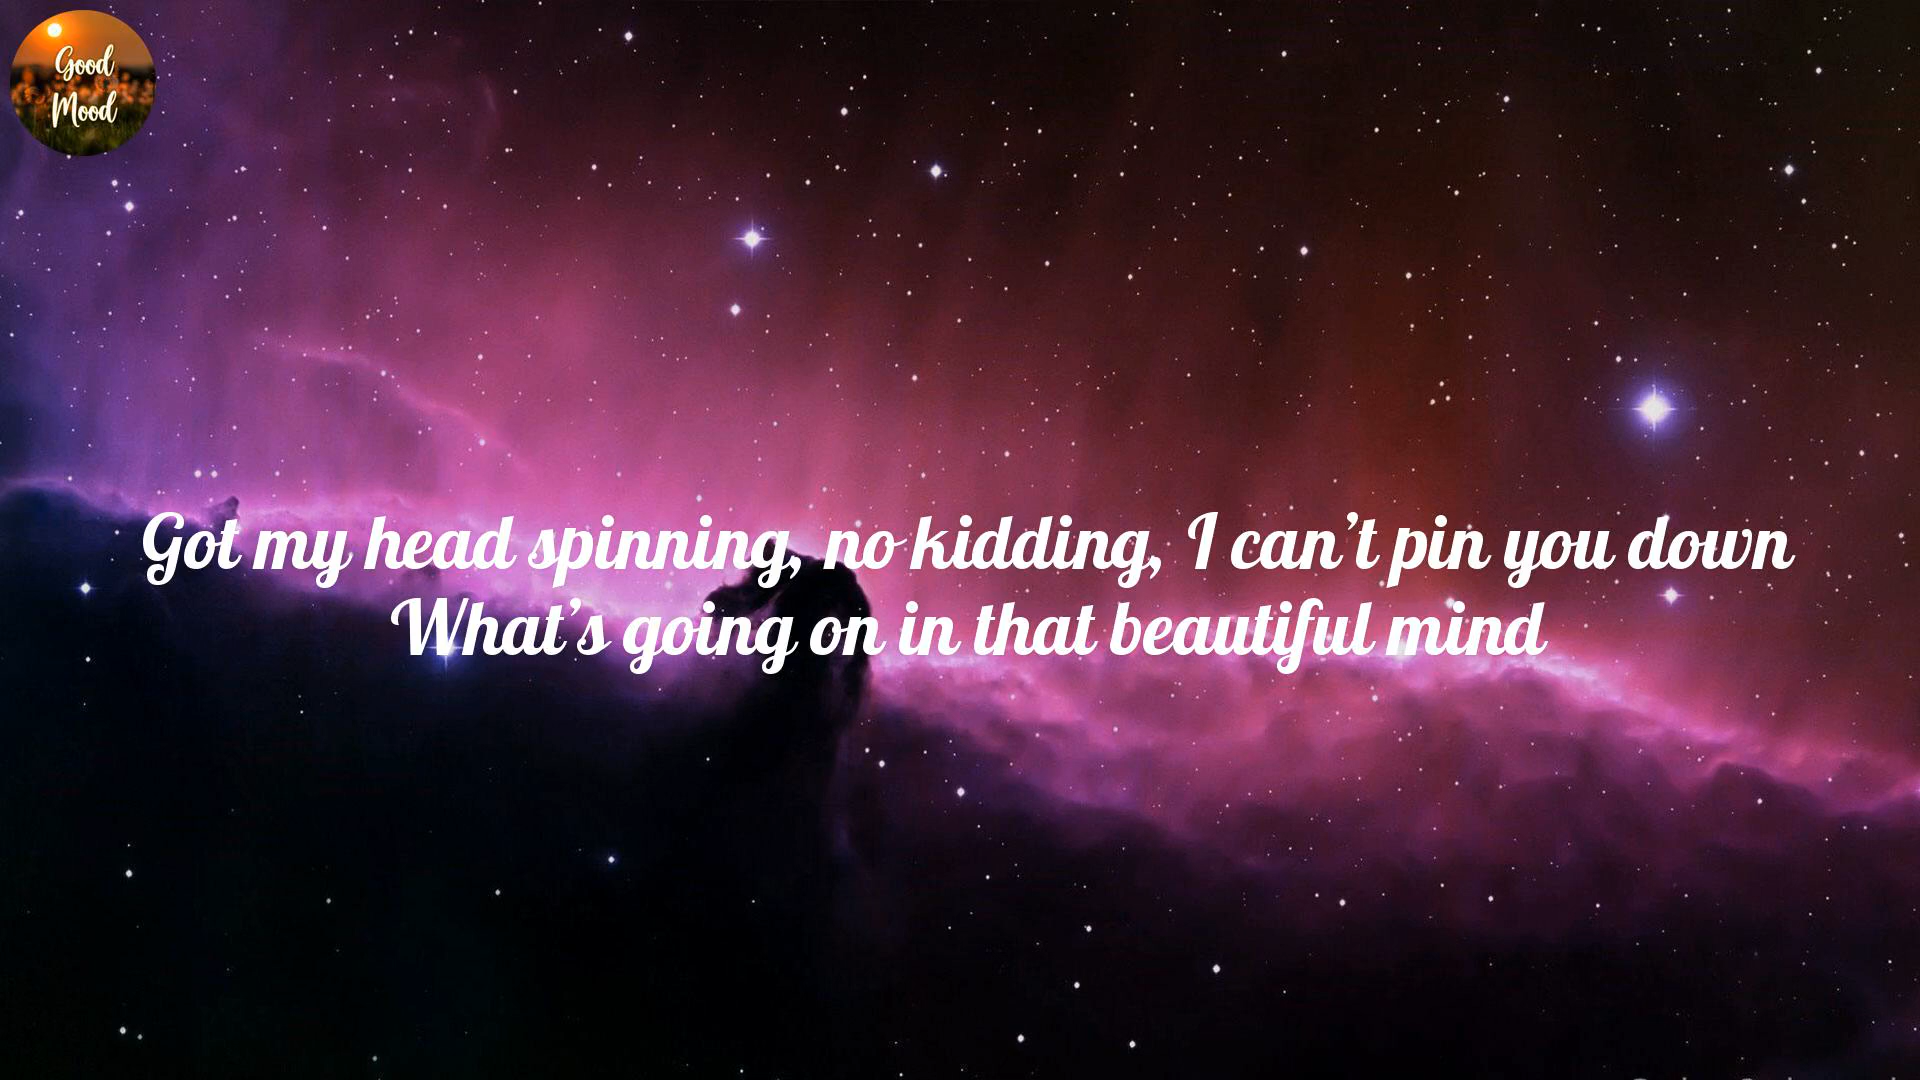 Good
Mood
Got my head spinning, no kidding, I can't pin you down
What's going on in that beautiful mind